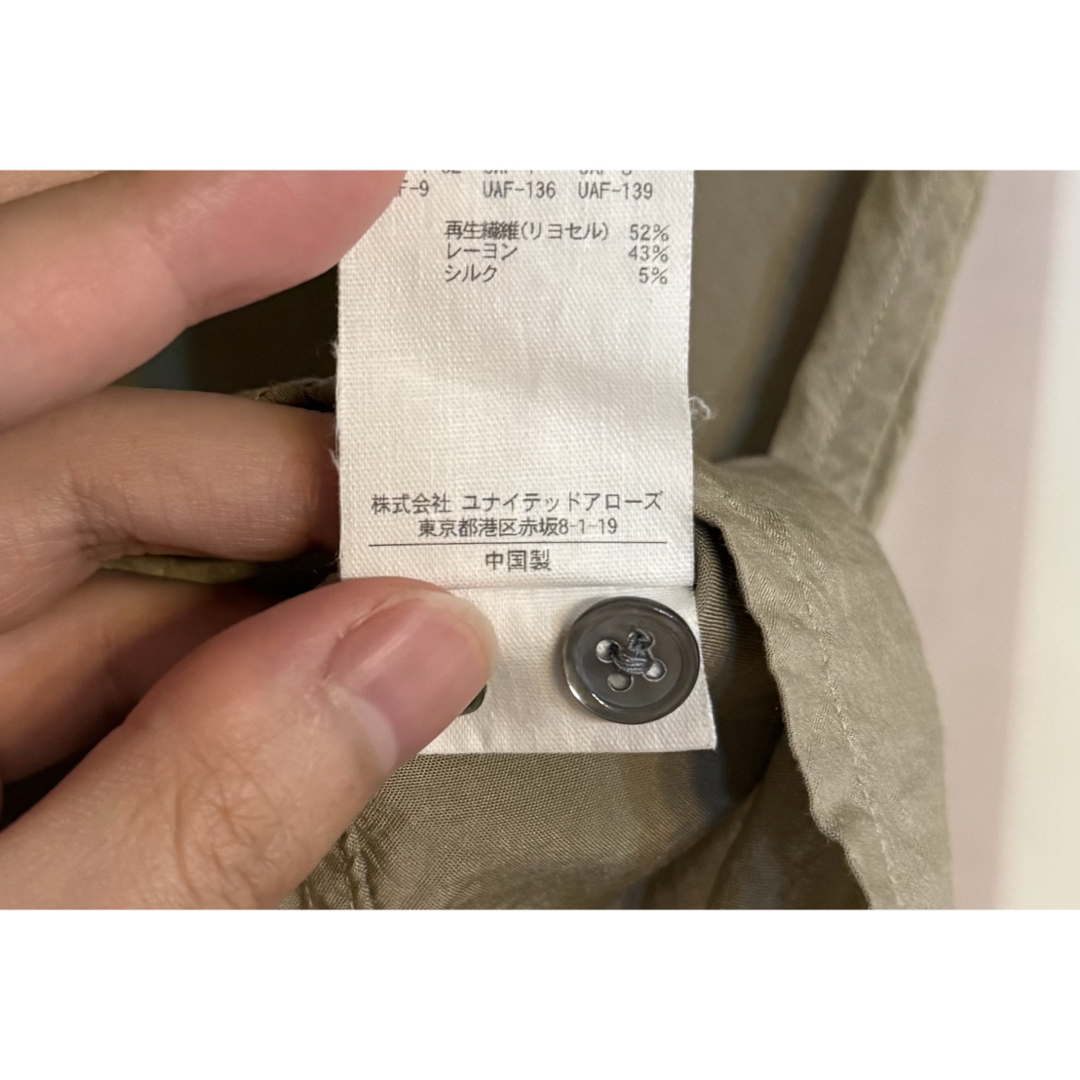 UAF-136 UAF-139
再生繊維(リヨセル) 52%
レーヨン 43%
シルク 5%
株式会社 ユナイテッドアローズ
東京都港区赤坂8-1-19
中国製